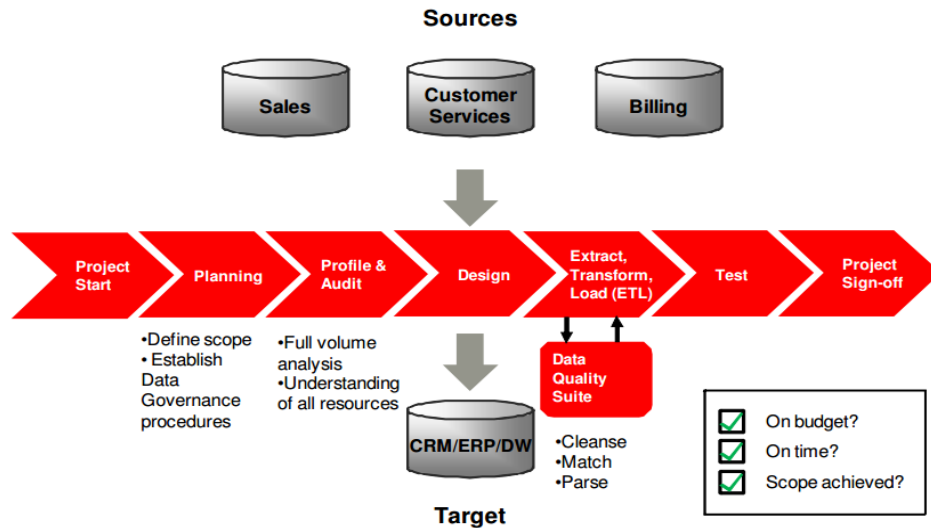 Sources
Sales
Customer
Services
Billing
Project
Start
Planning
Profile &
Audit
Design
Extract,
Transform,
Load (ETL)
Test
Project
Sign-off
•Define scope
• Establish
Data
Governance
procedures
•Full volume
analysis
•Understanding
of all resources
Data
Quality
Suite
•Cleanse
•Match
•Parse
CRM/ERP/DW
Target
On budget?
On time?
Scope achieved?